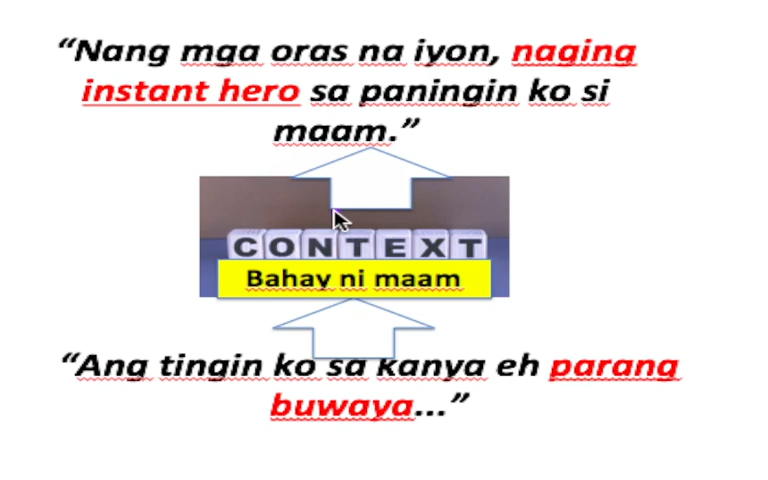 “Nang mga oras na iyon, naging
instant hero sa paningin ko si
maam.”
CONTEXT
Bahay ni maam
“Ang tingin ko sa kanya eh parang
buwaya...”